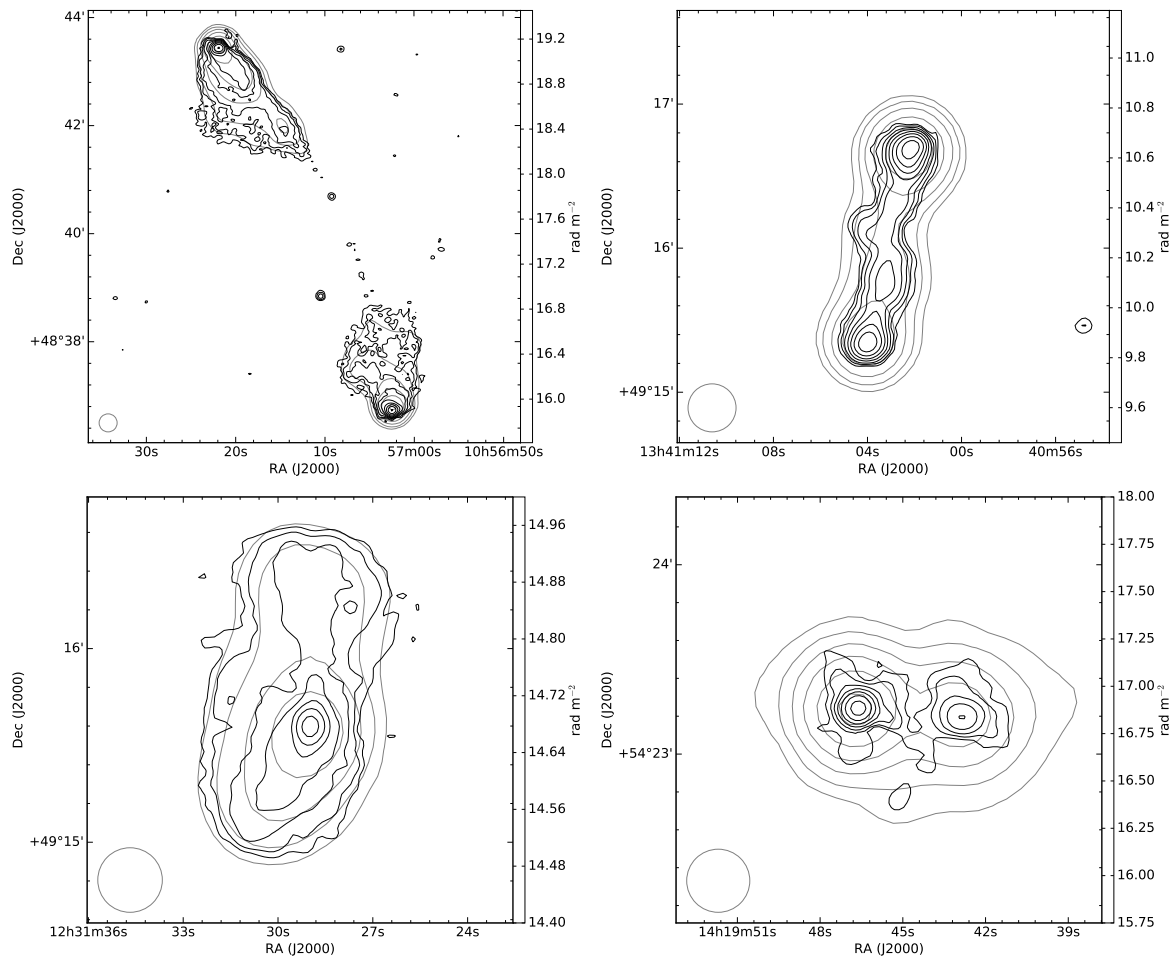 44'
42'
40'
+48°38'
Dec (J2000)
30s 20s 10s 57m00s 10h56m50s
RA (J2000)
19.2
18.8
18.4
18.0
17.6
17.2
16.8
16.4
16.0
rad m⁻²
17'
16'
+49°15'
Dec (J2000)
13h41m12s 08s 04s 00s 40m56s
RA (J2000)
11.0
10.8
10.6
10.4
10.2
10.0
9.8
9.6
rad m⁻²
16'
+49°15'
Dec (J2000)
12h31m36s 33s 30s 27s 24s
RA (J2000)
14.96
14.88
14.80
14.72
14.64
14.56
14.48
14.40
rad m⁻²
24'
+54°23'
Dec (J2000)
14h19m51s 48s 45s 42s 39s
RA (J2000)
18.00
17.75
17.50
17.25
17.00
16.75
16.50
16.25
16.00
15.75
rad m⁻²